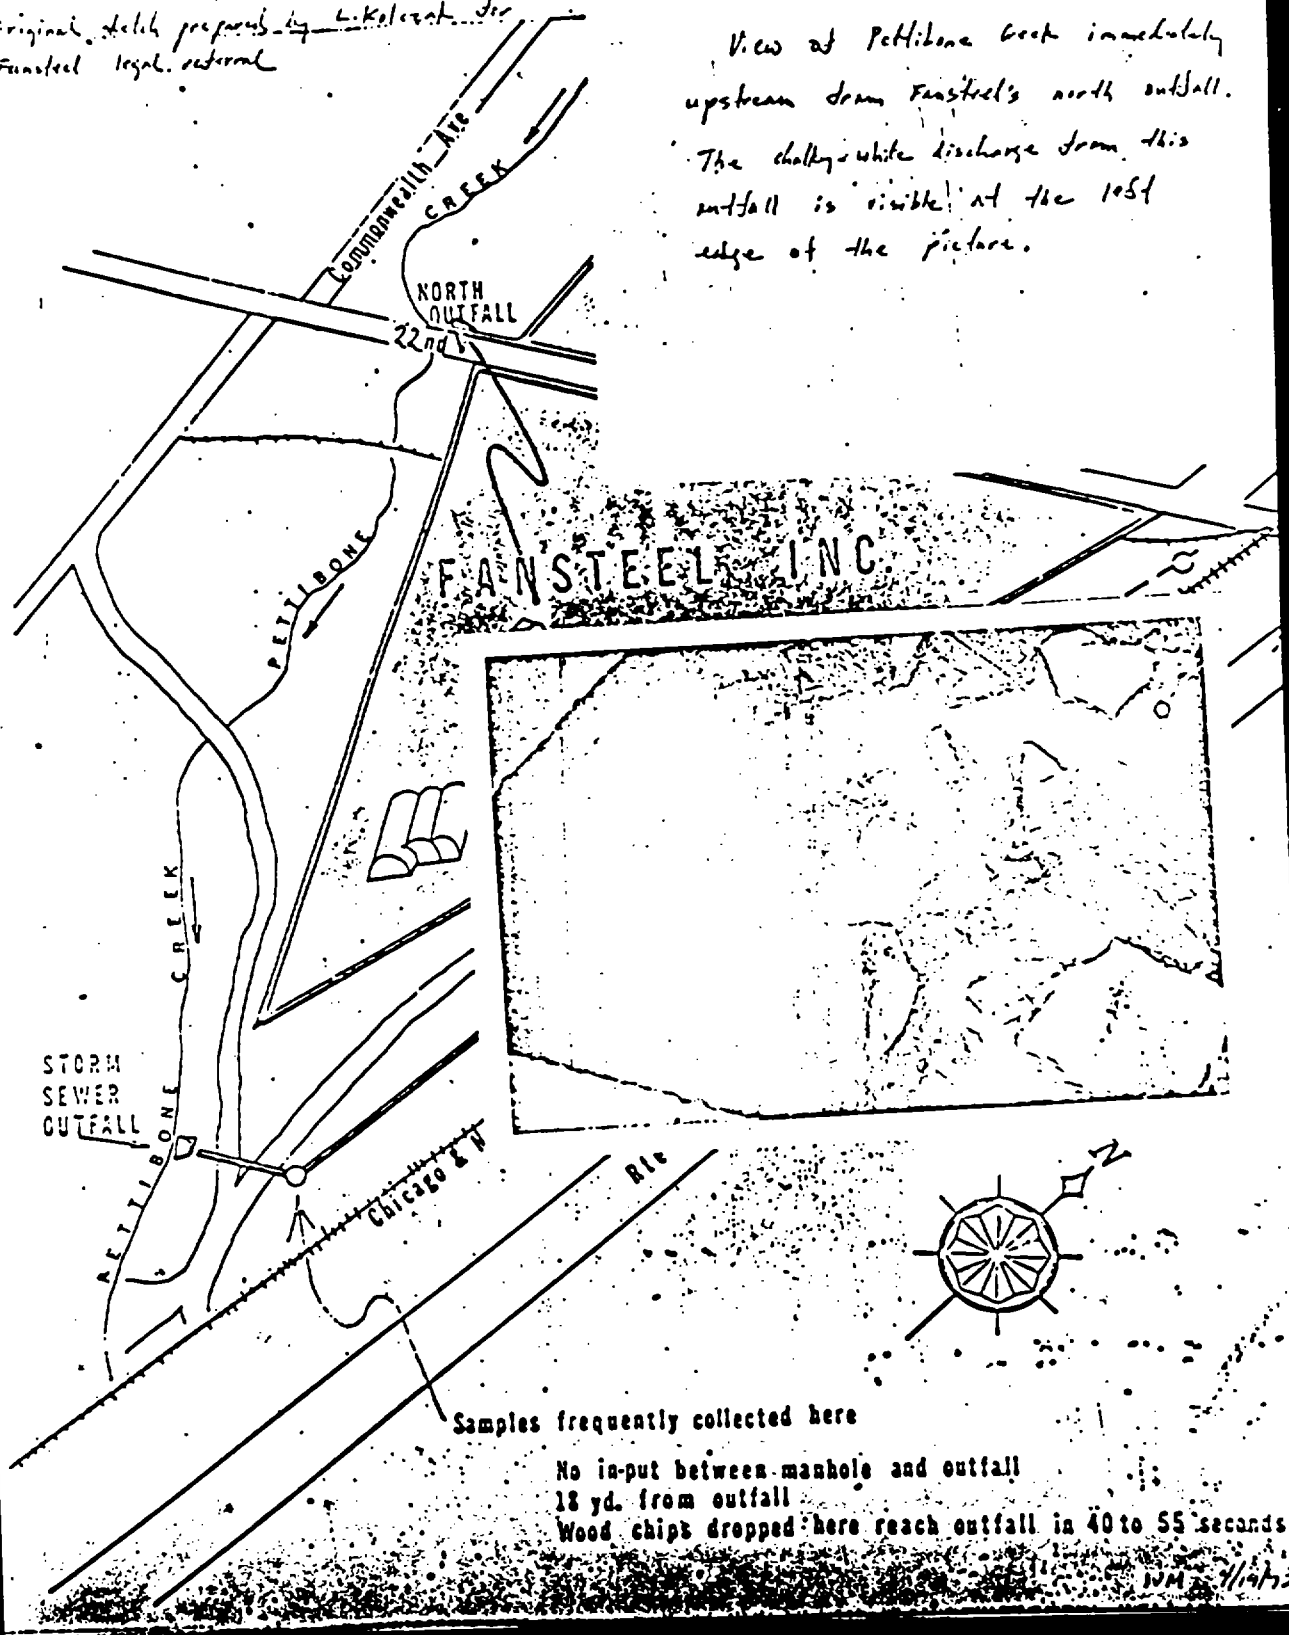 original sketch prepared by L. Kolczak for
Fansteel legal referral
View of Pettibone Creek immediately
upstream from Fansteel's north outfall.
The chalky-white discharge from this
outfall is visible at the left
edge of the picture.
Commonwealth Ave
CREEK
NORTH
OUTFALL
22nd
PETTIBONE
FANSTEEL INC.
CREEK
STORM
SEWER
OUTFALL
PETTIBONE
Chicago & N
Rte
N
Samples frequently collected here
No in-put between manhole and outfall
18 yd. from outfall
Wood chips dropped here reach outfall in 40 to 55 seconds